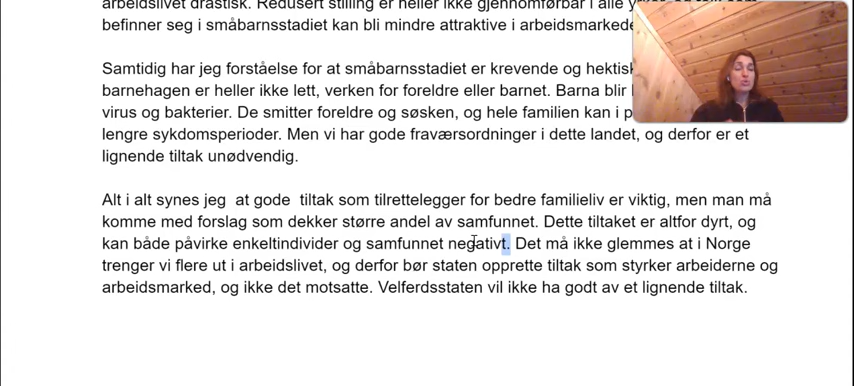 arbeidslivet drastisk. Redusert stilling er heller ikke gjennomførbar i alle
befinner seg i småbarnsstadiet kan bli mindre attraktive i
Samtidig har jeg forståelse for at småbarnsstadiet er krevende og
barnehagen er heller ikke lett, verken for foreldre eller barnet. Barna blir
virus og bakterier. De smitter foreldre og søsken, og hele familien kan i
lengre sykdomsperioder. Men vi har gode fraværsordninger i dette landet, og derfor er et
lignende tiltak unødvendig.
Alt i alt synes jeg at gode tiltak som tilrettelegger for bedre familieliv er viktig, men man må
komme med forslag som dekker større andel av samfunnet. Dette tiltaket er altfor dyrt, og
kan både påvirke enkeltindivider og samfunnet negativt. Det må ikke glemmes at i Norge
trenger vi flere ut i arbeidslivet, og derfor bør staten opprette tiltak som styrker arbeiderne og
arbeidsmarked, og ikke det motsatte. Velferdsstaten vil ikke ha godt av et lignende tiltak.